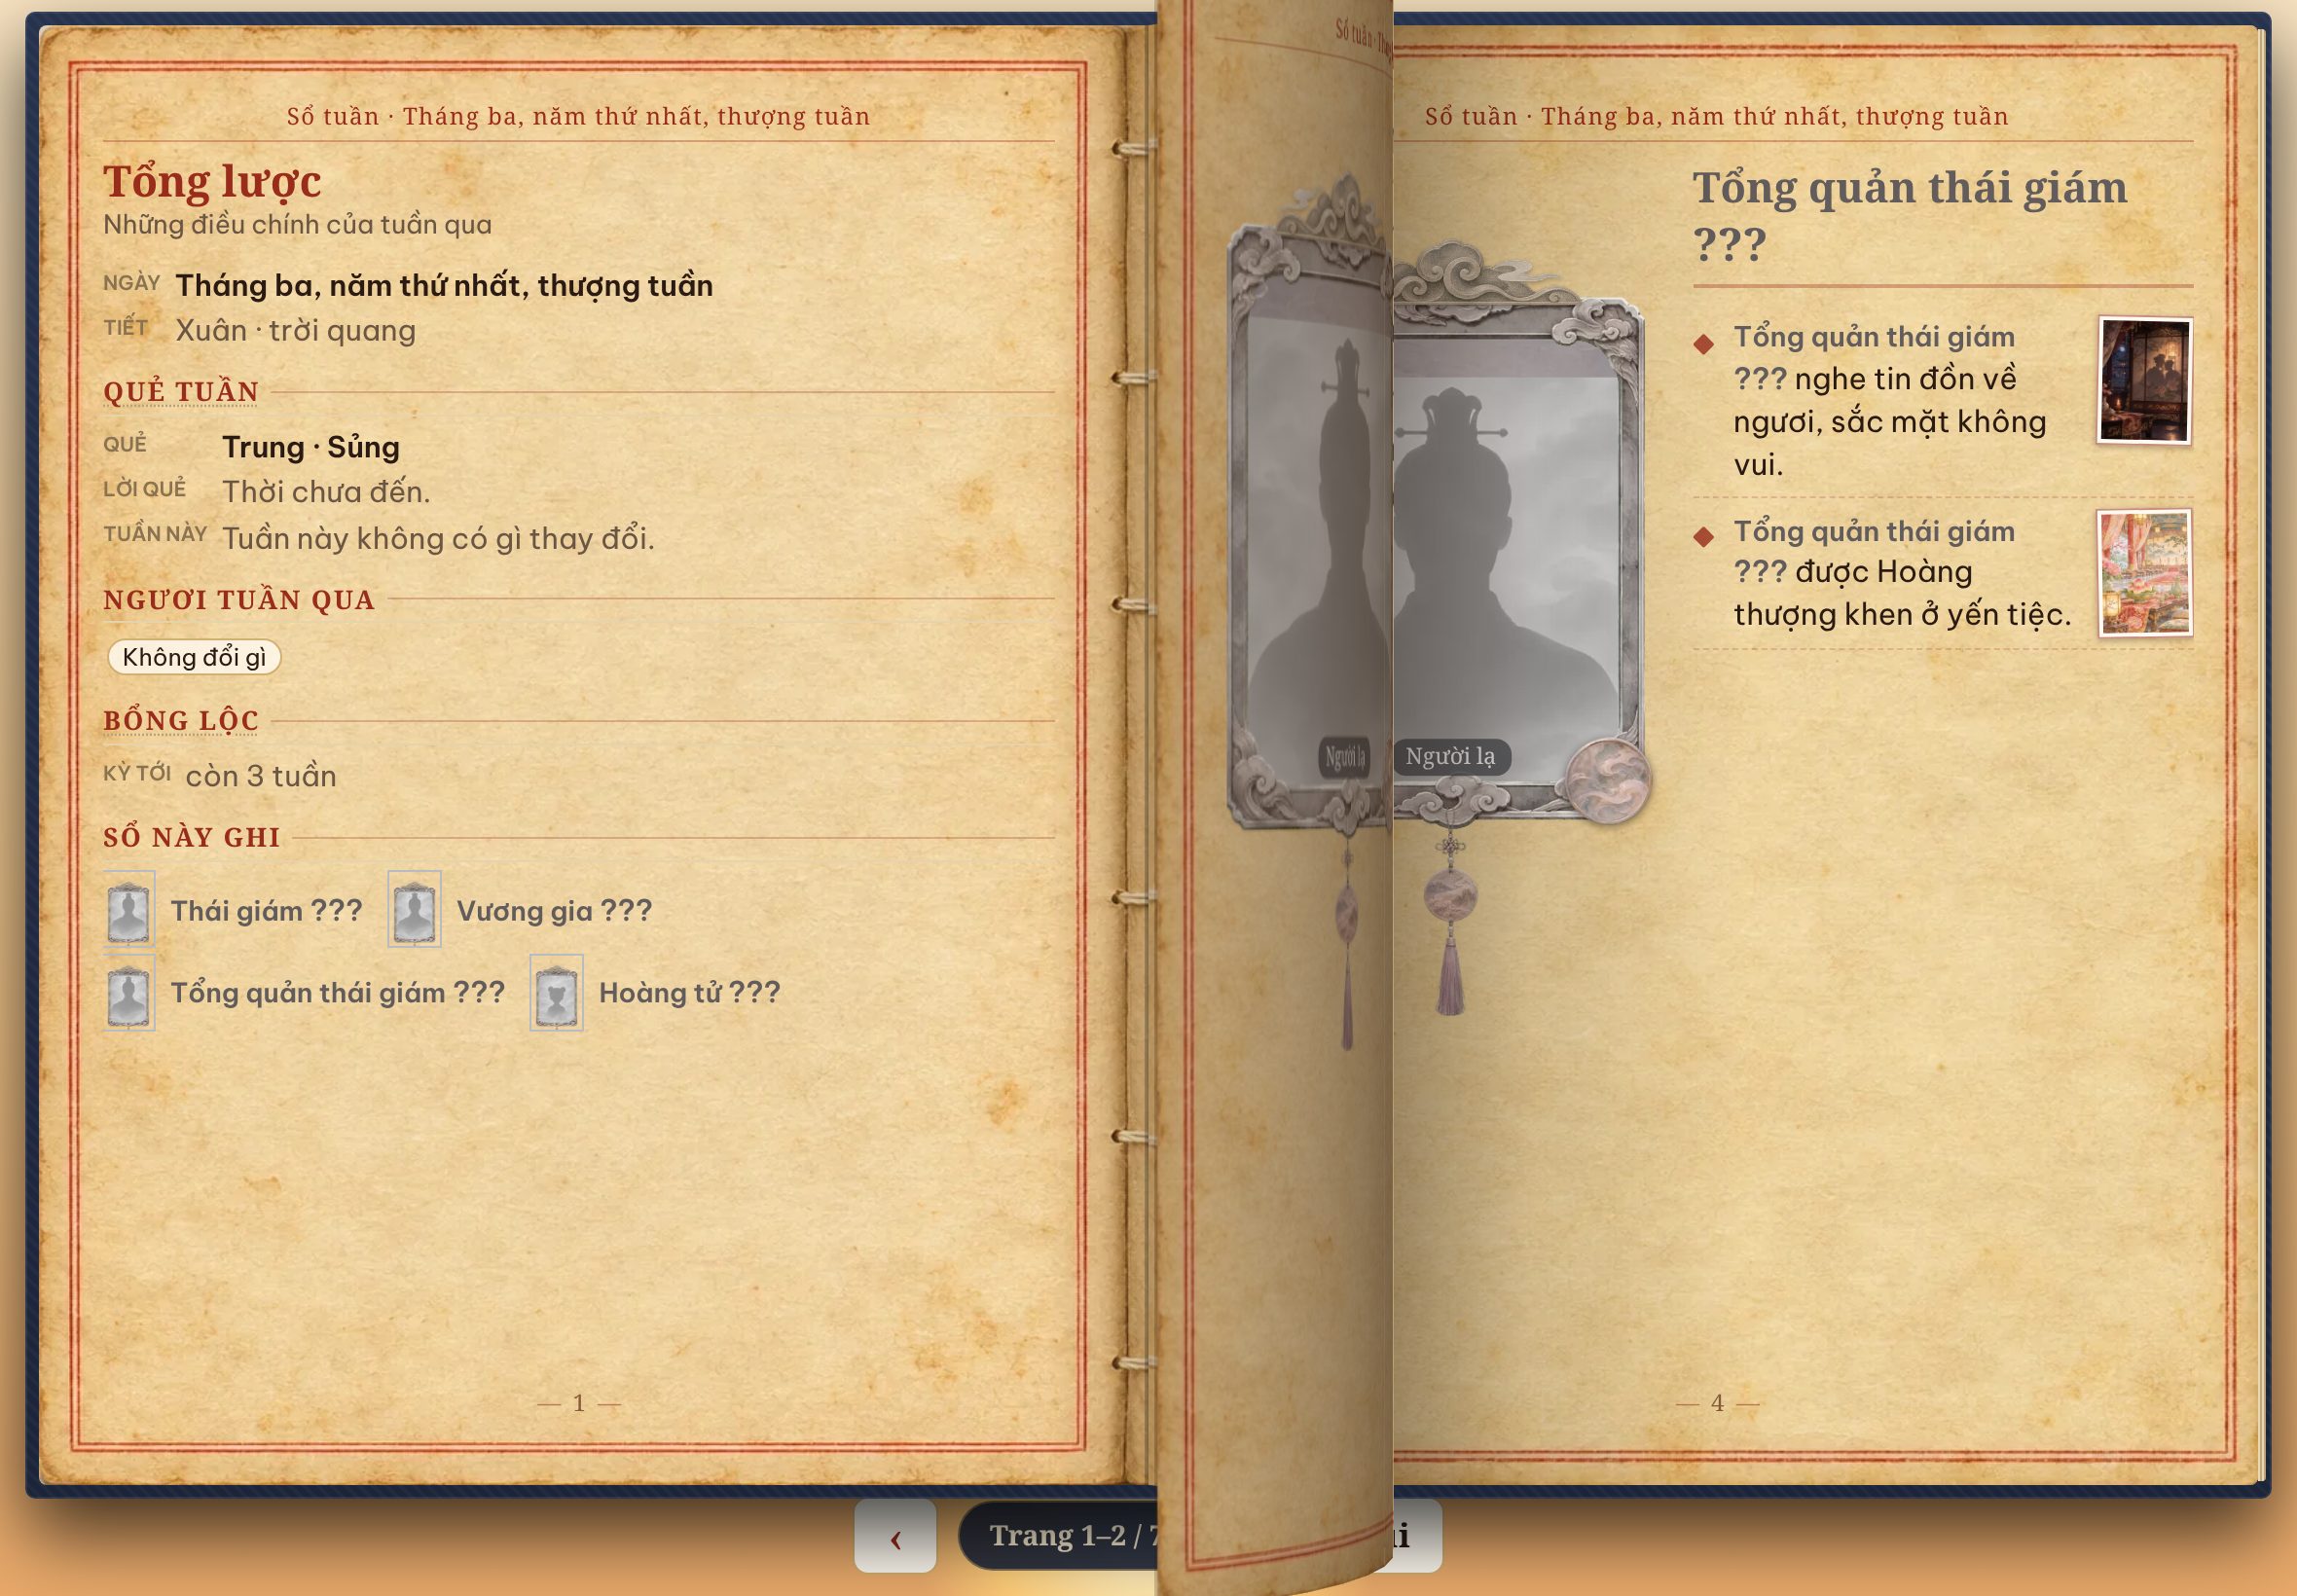 Sổ tuần · Tháng ba, năm thứ nhất, thượng tuần
Tổng lược
Những điều chính của tuần qua
NGÀY Tháng ba, năm thứ nhất, thượng tuần
TIẾT Xuân · trời quang
QUẺ TUẦN
QUẺ Trung · Sủng
LỜI QUẺ Thời chưa đến.
TUẦN NÀY Tuần này không có gì thay đổi.
NGƯƠI TUẦN QUA
Không đổi gì
BỔNG LỘC
KỲ TỚI còn 3 tuần
SỔ NÀY GHI
Thái giám ??? Vương gia ???
Tổng quản thái giám ??? Hoàng tử ???
— 1 —
Sổ tuần ·
Người lạ
Sổ tuần · Tháng ba, năm thứ nhất, thượng tuần
Người lạ
Tổng quản thái giám
???
Tổng quản thái giám
??? nghe tin đồn về
ngươi, sắc mặt không
vui.
Tổng quản thái giám
??? được Hoàng
thượng khen ở yến tiệc.
— 4 —
‹ Trang 1–2 / 7